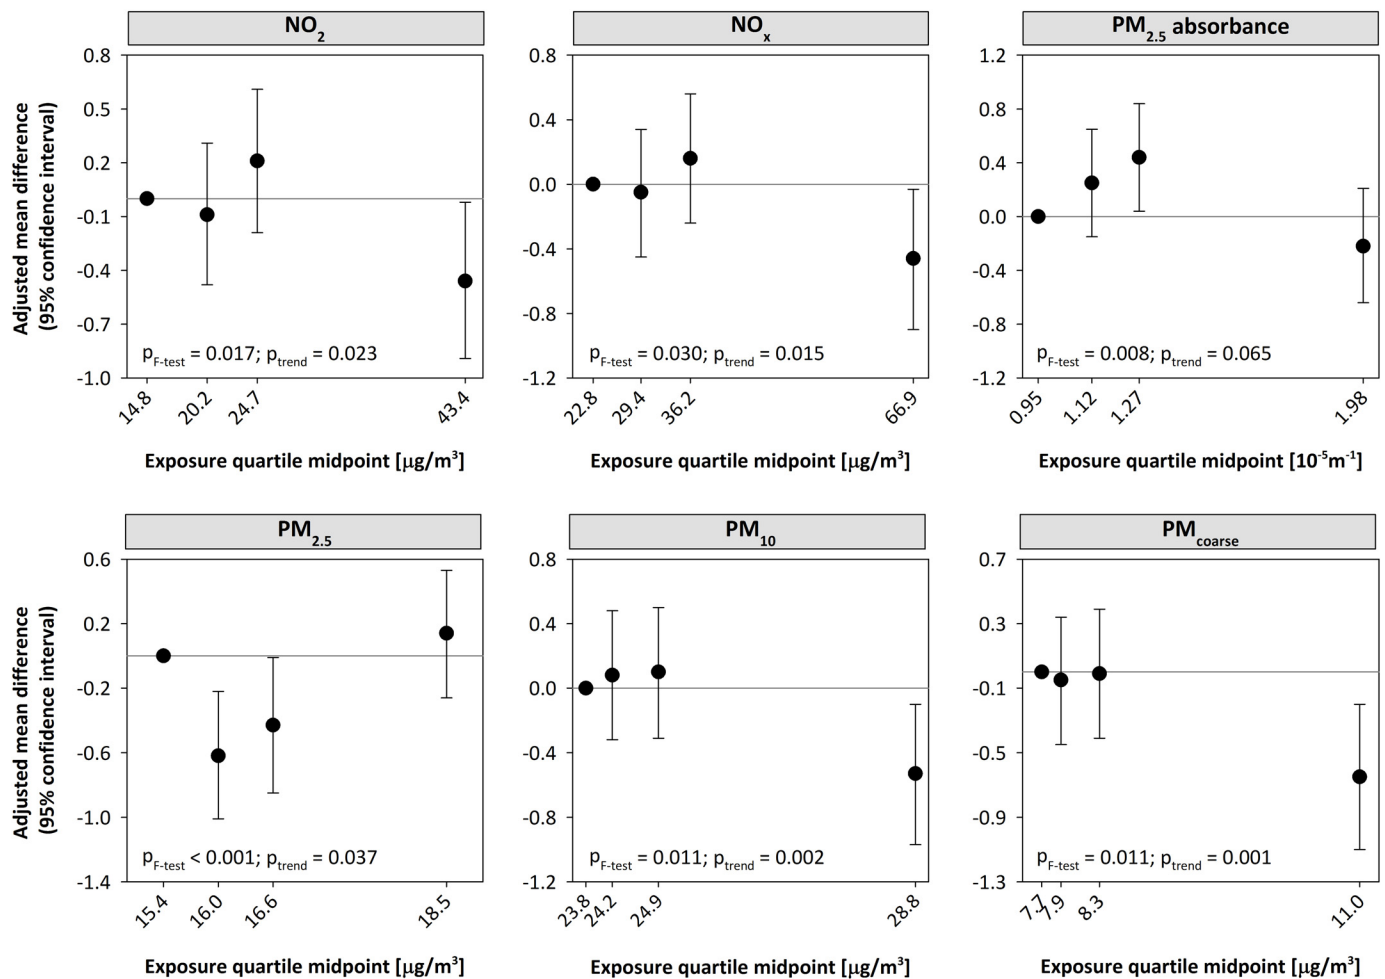 NO2
NOx
PM2.5 absorbance
Adjusted mean difference
(95% confidence interval)
0.8
0.5
0.2
-0.1
-0.4
-0.7
-1.0
pF-test = 0.017; ptrend = 0.023
14.8
20.2
24.7
43.4
Exposure quartile midpoint [μg/m³]
0.8
0.4
0.0
-0.4
-0.8
-1.2
pF-test = 0.030; ptrend = 0.015
22.8
29.4
36.2
66.9
Exposure quartile midpoint [μg/m³]
1.2
0.8
0.4
0.0
-0.4
-0.8
-1.2
pF-test = 0.008; ptrend = 0.065
0.95
1.12
1.27
1.98
Exposure quartile midpoint [10⁻⁵m⁻¹]
PM2.5
PM10
PMcoarse
Adjusted mean difference
(95% confidence interval)
0.6
0.2
-0.2
-0.6
-1.0
-1.4
pF-test < 0.001; ptrend = 0.037
15.4
16.0
16.6
18.5
Exposure quartile midpoint [μg/m³]
0.8
0.4
0.0
-0.4
-0.8
-1.2
pF-test = 0.011; ptrend = 0.002
23.8
24.2
24.9
28.8
Exposure quartile midpoint [μg/m³]
0.7
0.3
-0.1
-0.5
-0.9
-1.3
pF-test = 0.011; ptrend = 0.001
7.7
7.9
8.3
11.0
Exposure quartile midpoint [μg/m³]